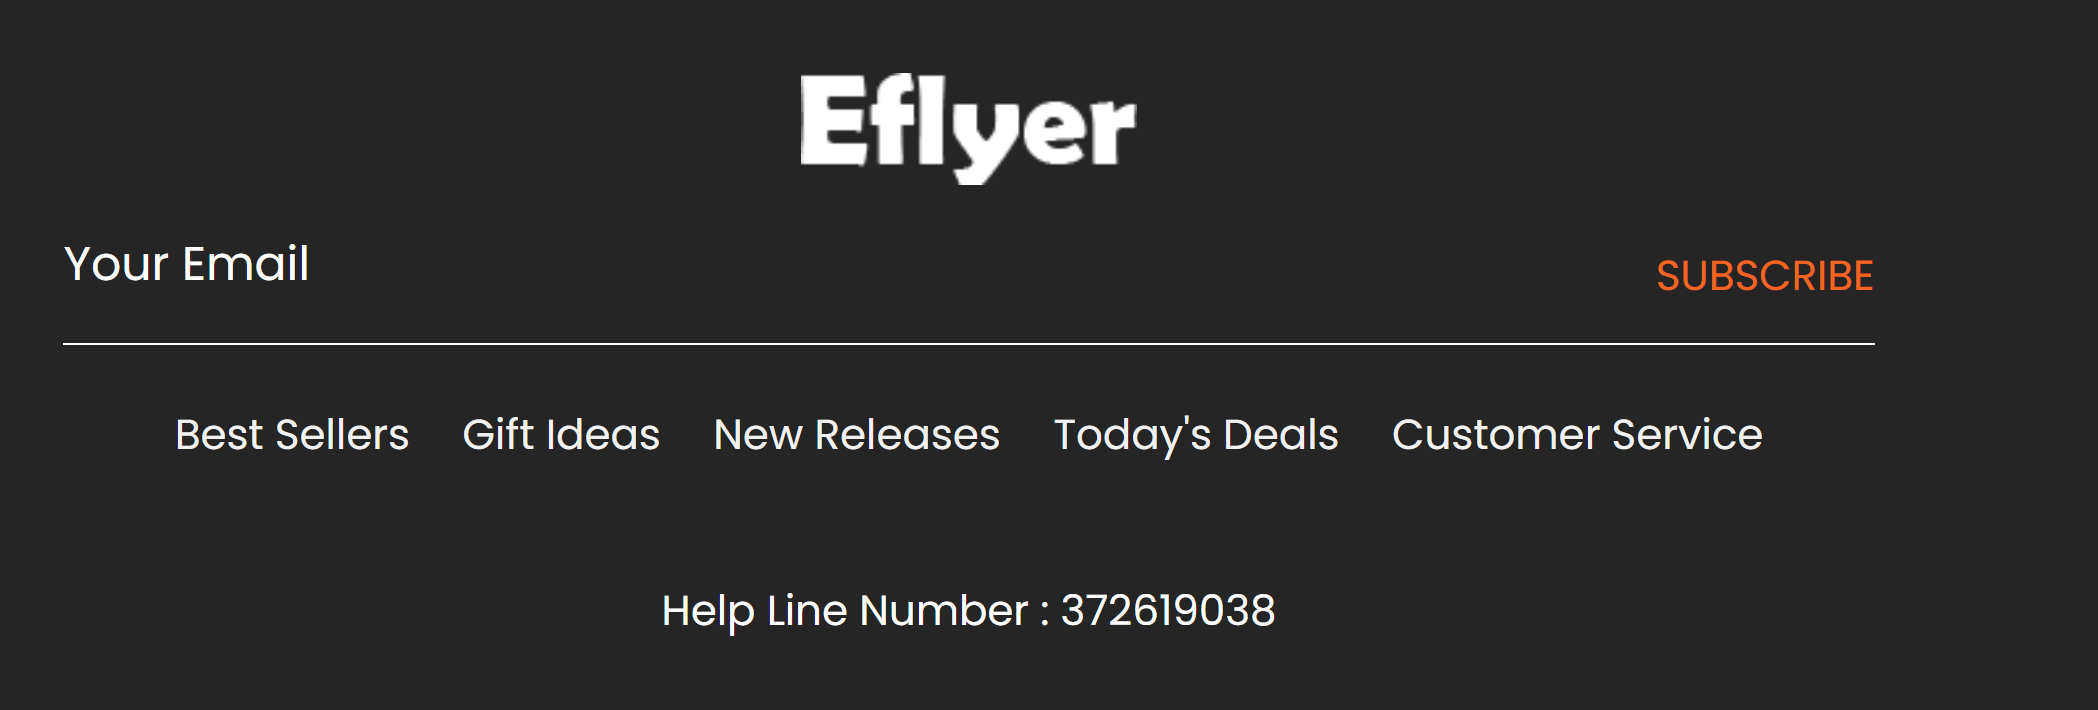 Eflyer
Your Email
SUBSCRIBE
Best Sellers Gift Ideas New Releases Today's Deals Customer Service
Help Line Number : 372619038